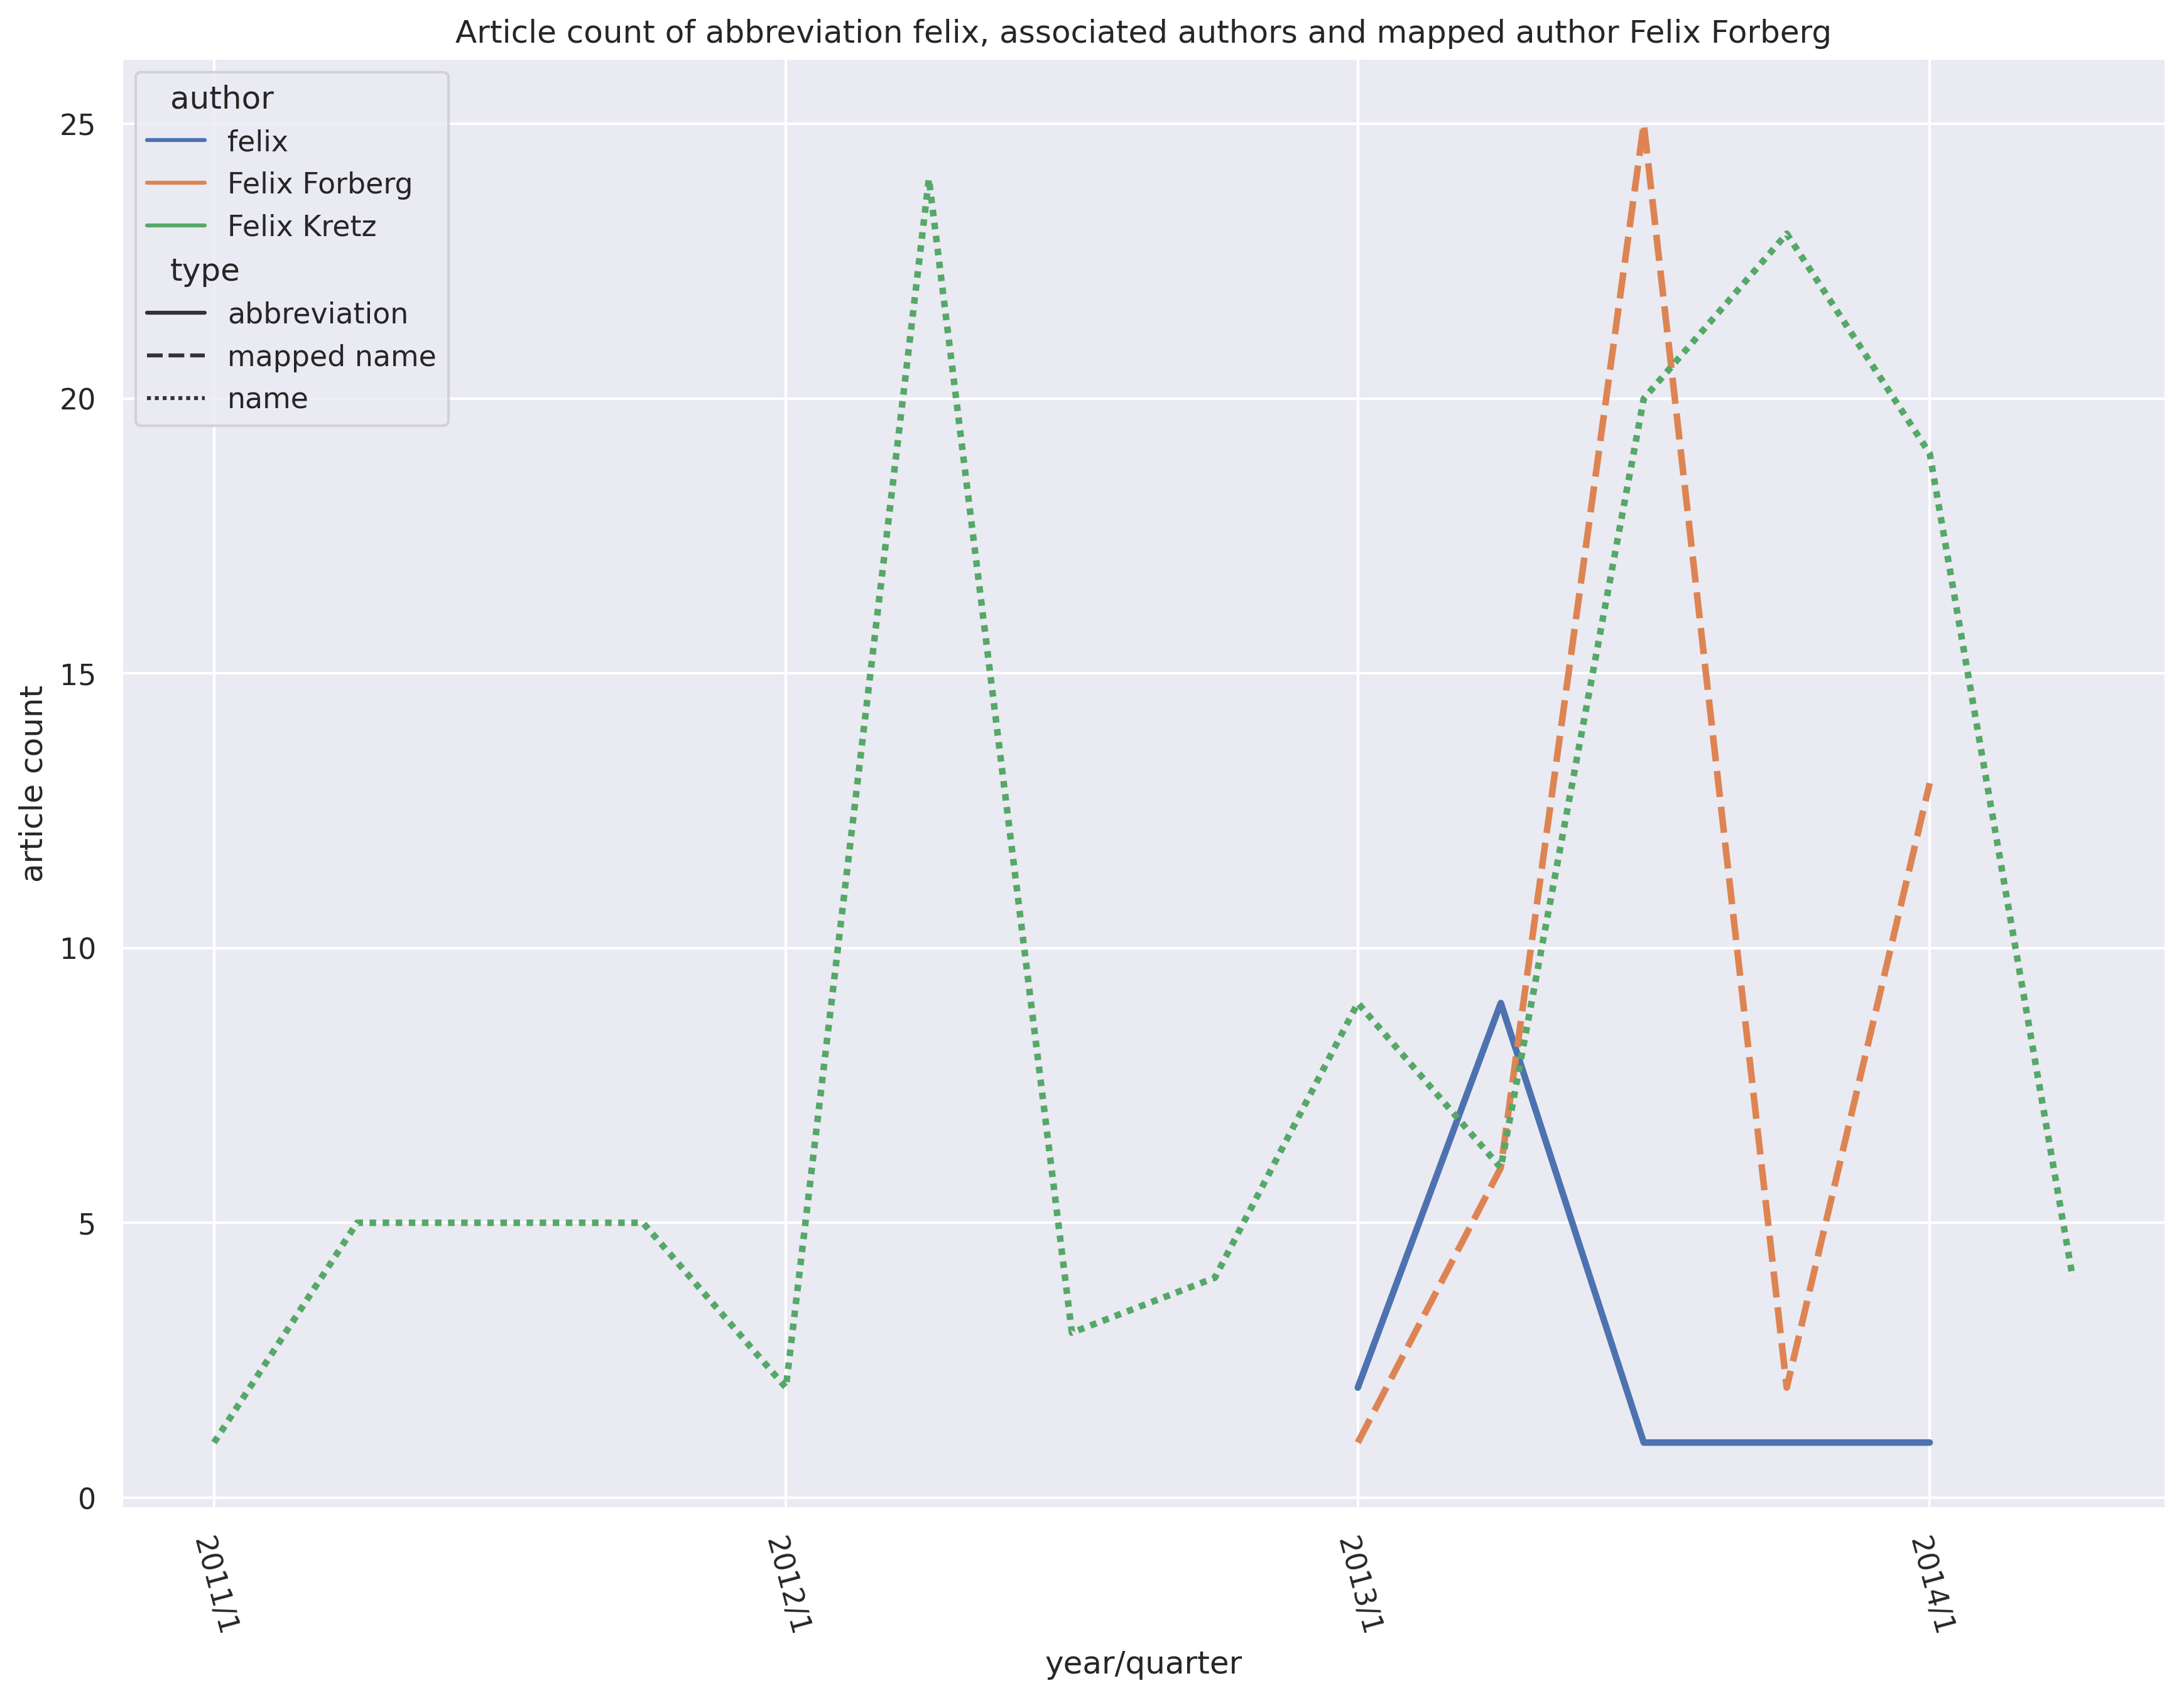 Article count of abbreviation felix, associated authors and mapped author Felix Forberg
author
felix
Felix Forberg
Felix Kretz
type
abbreviation
mapped name
name
article count
25
20
15
10
5
0
2011/1
2012/1
2013/1
2014/1
year/quarter